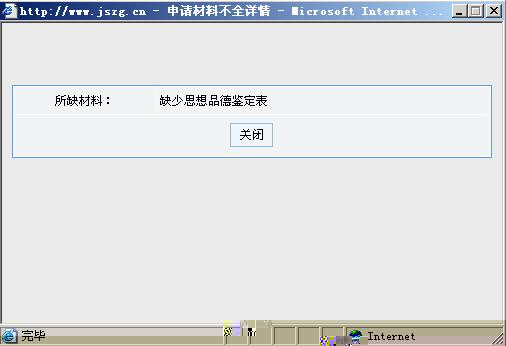 http://www.jszg.cn - 申请材料不全详情 - Microsoft Internet ...
所缺材料： 缺少思想品德鉴定表
关闭
完毕
Internet